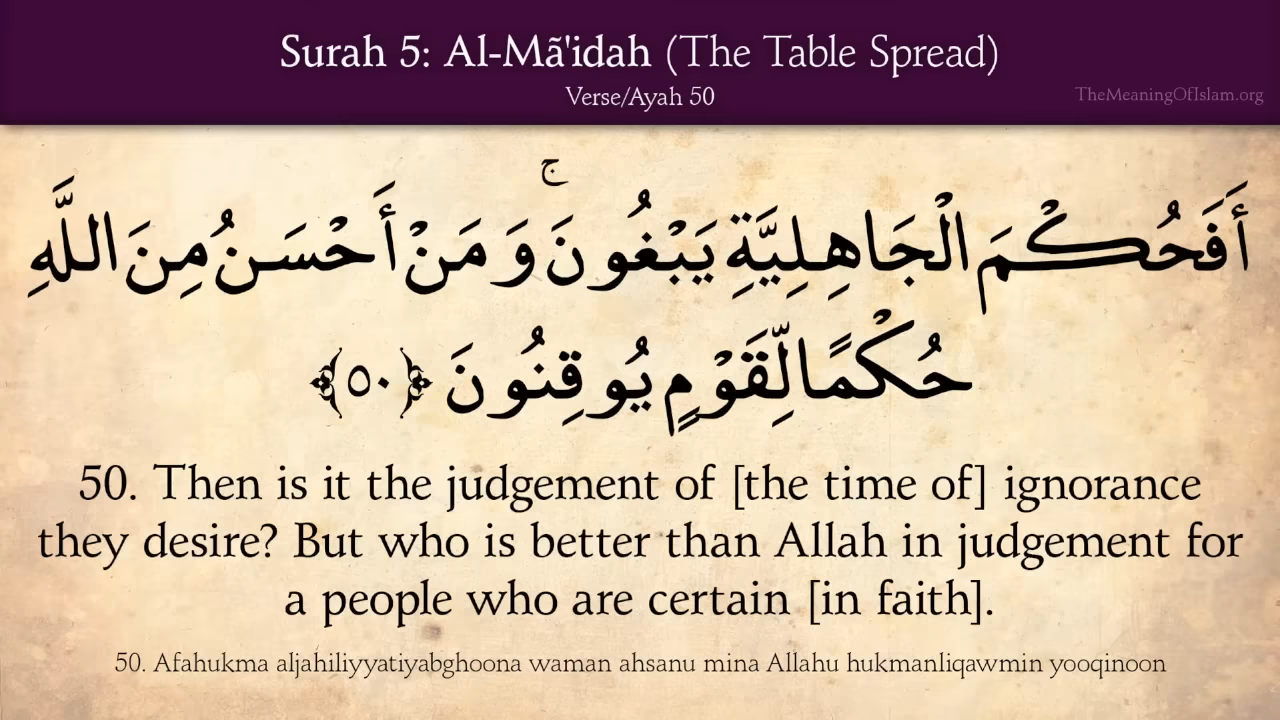 Surah 5: Al-Mã'idah (The Table Spread)
Verse/Ayah 50
TheMeaningOfIslam.org
أَفَحُكْمَ الْجَاهِلِيَّةِ يَبْغُونَ ۚ وَمَنْ أَحْسَنُ مِنَ اللَّهِ
حُكْمًا لِّقَوْمٍ يُوقِنُونَ ﴿٥٠﴾
50. Then is it the judgement of [the time of] ignorance
they desire? But who is better than Allah in judgement for
a people who are certain [in faith].
50. Afahukma aljahiliyyatiyabghoona waman ahsanu mina Allahu hukmanliqawmin yooqinoon